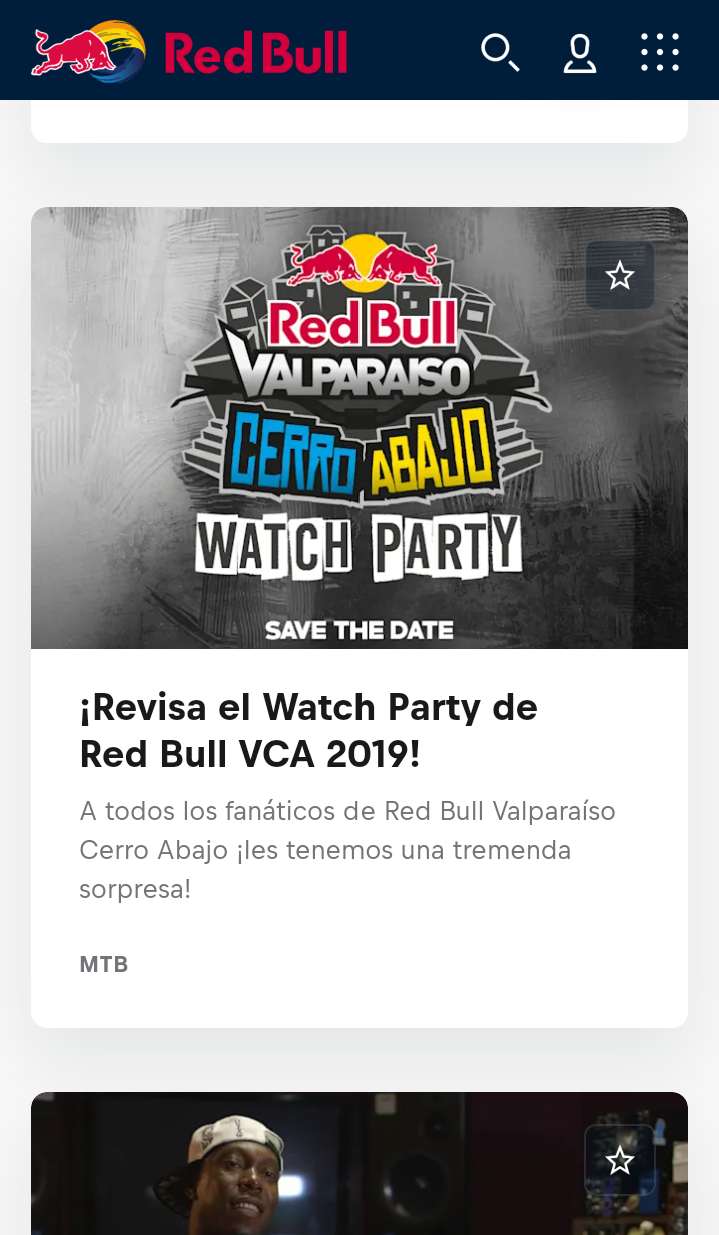 Red Bull
Red Bull
VALPARAISO
CERRO ABAJO
WATCH PARTY
SAVE THE DATE
¡Revisa el Watch Party de
Red Bull VCA 2019!
A todos los fanáticos de Red Bull Valparaíso
Cerro Abajo ¡les tenemos una tremenda
sorpresa!
MTB